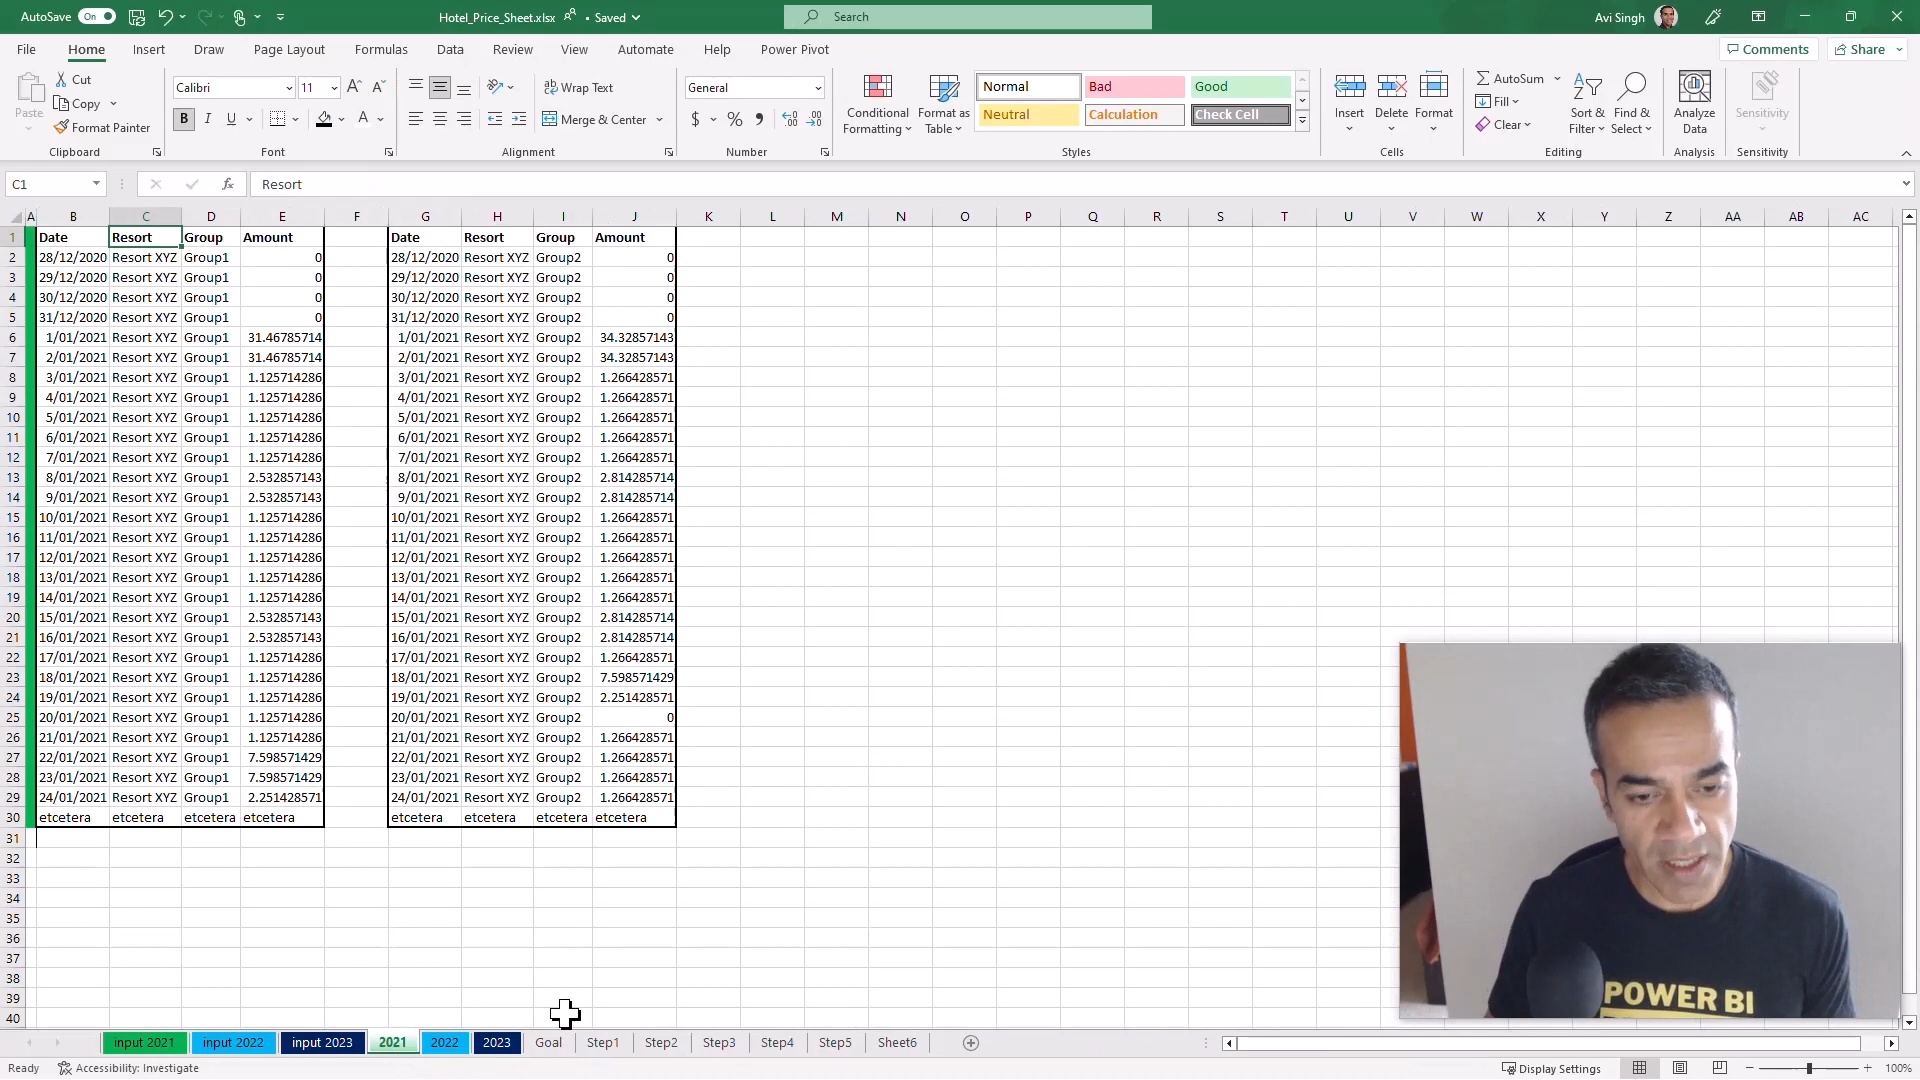 AutoSave On Hotel_Price_Sheet.xlsx • Saved Search Avi Singh
File Home Insert Draw Page Layout Formulas Data Review View Automate Help Power Pivot Comments Share
Cut
Copy
Format Painter
Paste
Clipboard
Calibri 11
B I U A
Font
Wrap Text
Merge & Center
Alignment
General
$ % 9
Number
Conditional Formatting
Format as Table
Normal Bad Good
Neutral Calculation Check Cell
Styles
Insert Delete Format
Cells
AutoSum
Fill
Clear
Sort & Filter
Find & Select
Editing
Analyze Data
Analysis
Sensitivity
Sensitivity
C1 fx Resort
A B C D E F G H I J K L M N O P Q R S T U V W X Y Z AA AB AC
1 Date Resort Group Amount Date Resort Group Amount
2 28/12/2020 Resort XYZ Group1 0 28/12/2020 Resort XYZ Group2 0
3 29/12/2020 Resort XYZ Group1 0 29/12/2020 Resort XYZ Group2 0
4 30/12/2020 Resort XYZ Group1 0 30/12/2020 Resort XYZ Group2 0
5 31/12/2020 Resort XYZ Group1 0 31/12/2020 Resort XYZ Group2 0
6 1/01/2021 Resort XYZ Group1 31.46785714 1/01/2021 Resort XYZ Group2 34.32857143
7 2/01/2021 Resort XYZ Group1 31.46785714 2/01/2021 Resort XYZ Group2 34.32857143
8 3/01/2021 Resort XYZ Group1 1.125714286 3/01/2021 Resort XYZ Group2 1.266428571
9 4/01/2021 Resort XYZ Group1 1.125714286 4/01/2021 Resort XYZ Group2 1.266428571
10 5/01/2021 Resort XYZ Group1 1.125714286 5/01/2021 Resort XYZ Group2 1.266428571
11 6/01/2021 Resort XYZ Group1 1.125714286 6/01/2021 Resort XYZ Group2 1.266428571
12 7/01/2021 Resort XYZ Group1 1.125714286 7/01/2021 Resort XYZ Group2 1.266428571
13 8/01/2021 Resort XYZ Group1 2.532857143 8/01/2021 Resort XYZ Group2 2.814285714
14 9/01/2021 Resort XYZ Group1 2.532857143 9/01/2021 Resort XYZ Group2 2.814285714
15 10/01/2021 Resort XYZ Group1 1.125714286 10/01/2021 Resort XYZ Group2 1.266428571
16 11/01/2021 Resort XYZ Group1 1.125714286 11/01/2021 Resort XYZ Group2 1.266428571
17 12/01/2021 Resort XYZ Group1 1.125714286 12/01/2021 Resort XYZ Group2 1.266428571
18 13/01/2021 Resort XYZ Group1 1.125714286 13/01/2021 Resort XYZ Group2 1.266428571
19 14/01/2021 Resort XYZ Group1 1.125714286 14/01/2021 Resort XYZ Group2 1.266428571
20 15/01/2021 Resort XYZ Group1 2.532857143 15/01/2021 Resort XYZ Group2 2.814285714
21 16/01/2021 Resort XYZ Group1 2.532857143 16/01/2021 Resort XYZ Group2 2.814285714
22 17/01/2021 Resort XYZ Group1 1.125714286 17/01/2021 Resort XYZ Group2 1.266428571
23 18/01/2021 Resort XYZ Group1 1.125714286 18/01/2021 Resort XYZ Group2 7.598571429
24 19/01/2021 Resort XYZ Group1 1.125714286 19/01/2021 Resort XYZ Group2 2.251428571
25 20/01/2021 Resort XYZ Group1 1.125714286 20/01/2021 Resort XYZ Group2 0
26 21/01/2021 Resort XYZ Group1 1.125714286 21/01/2021 Resort XYZ Group2 1.266428571
27 22/01/2021 Resort XYZ Group1 7.598571429 22/01/2021 Resort XYZ Group2 1.266428571
28 23/01/2021 Resort XYZ Group1 7.598571429 23/01/2021 Resort XYZ Group2 1.266428571
29 24/01/2021 Resort XYZ Group1 2.251428571 24/01/2021 Resort XYZ Group2 1.266428571
30 etcetera etcetera etcetera etcetera etcetera etcetera etcetera etcetera
31
32
33
34
35
36
37
38
39
40
POWER BI
input 2021 input 2022 input 2023 2021 2022 2023 Goal Step1 Step2 Step3 Step4 Step5 Sheet6
Ready Accessibility: Investigate Display Settings 100%